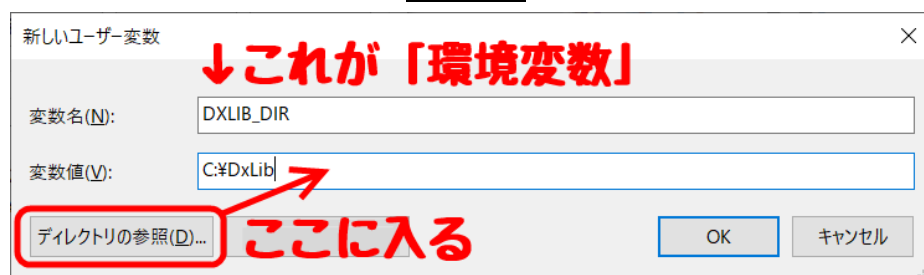 新しいユーザー変数
↓これが「環境変数」
変数名(N):
DXLIB_DIR
変数値(V):
C:¥DxLib
ディレクトリの参照(D)...
ここに入る
OK
キャンセル